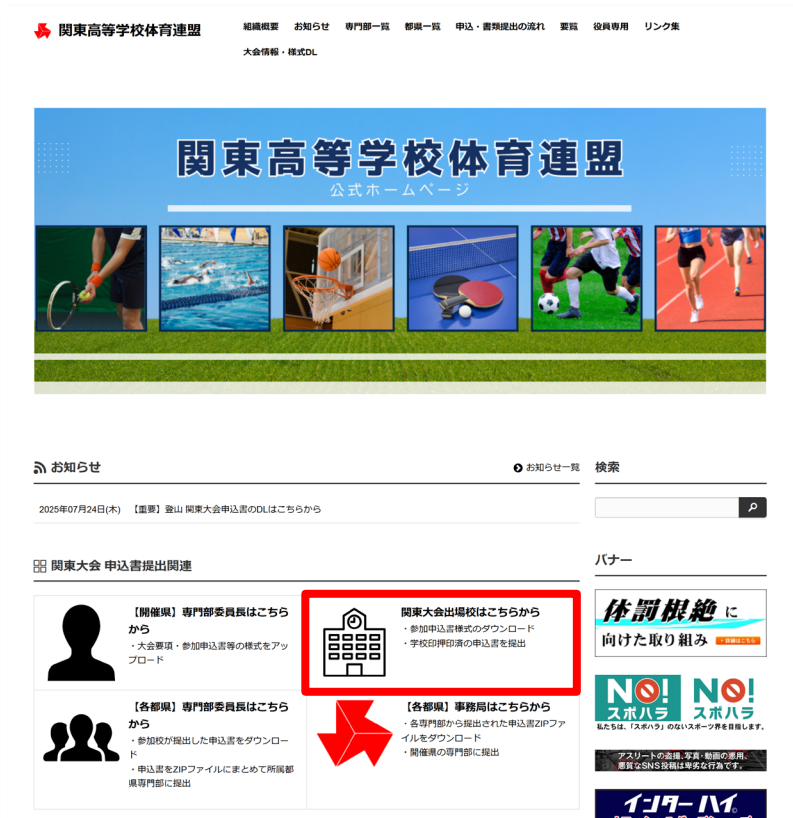 関東高等学校体育連盟
組織概要 お知らせ 専門部一覧 都県一覧 申込・書類提出の流れ 要覧 役員専用 リンク集
大会情報・様式DL
関東高等学校体育連盟
公式ホームページ
お知らせ
お知らせ一覧
2025年07月24日(木) 【重要】登山 関東大会申込書のDLはこちらから
関東大会 申込書提出関連
【開催県】専門部委員長はこちら
から
・大会要項・参加申込書等の様式をアッ
プロード
関東大会出場校はこちらから
・参加申込書様式のダウンロード
・学校印押印済の申込書を提出
【各都県】専門部委員長はこちら
から
・参加校が提出した申込書をダウンロー
ド
・申込書をZIPファイルにまとめて所属都
県専門部に提出
【各都県】事務局はこちらから
・各専門部から提出された申込書ZIPファ
イルをダウンロード
・開催県の専門部に提出
検索
バナー
体罰根絶 に
向けた取り組み ▶詳細はこちら
NO! スポハラ NO! スポハラ
私たちは、「スポハラ」のないスポーツ界を目指します。
アスリートの盗撮、写真・動画の悪用、
悪質なSNS投稿は卑劣な行為です。
インターハイ